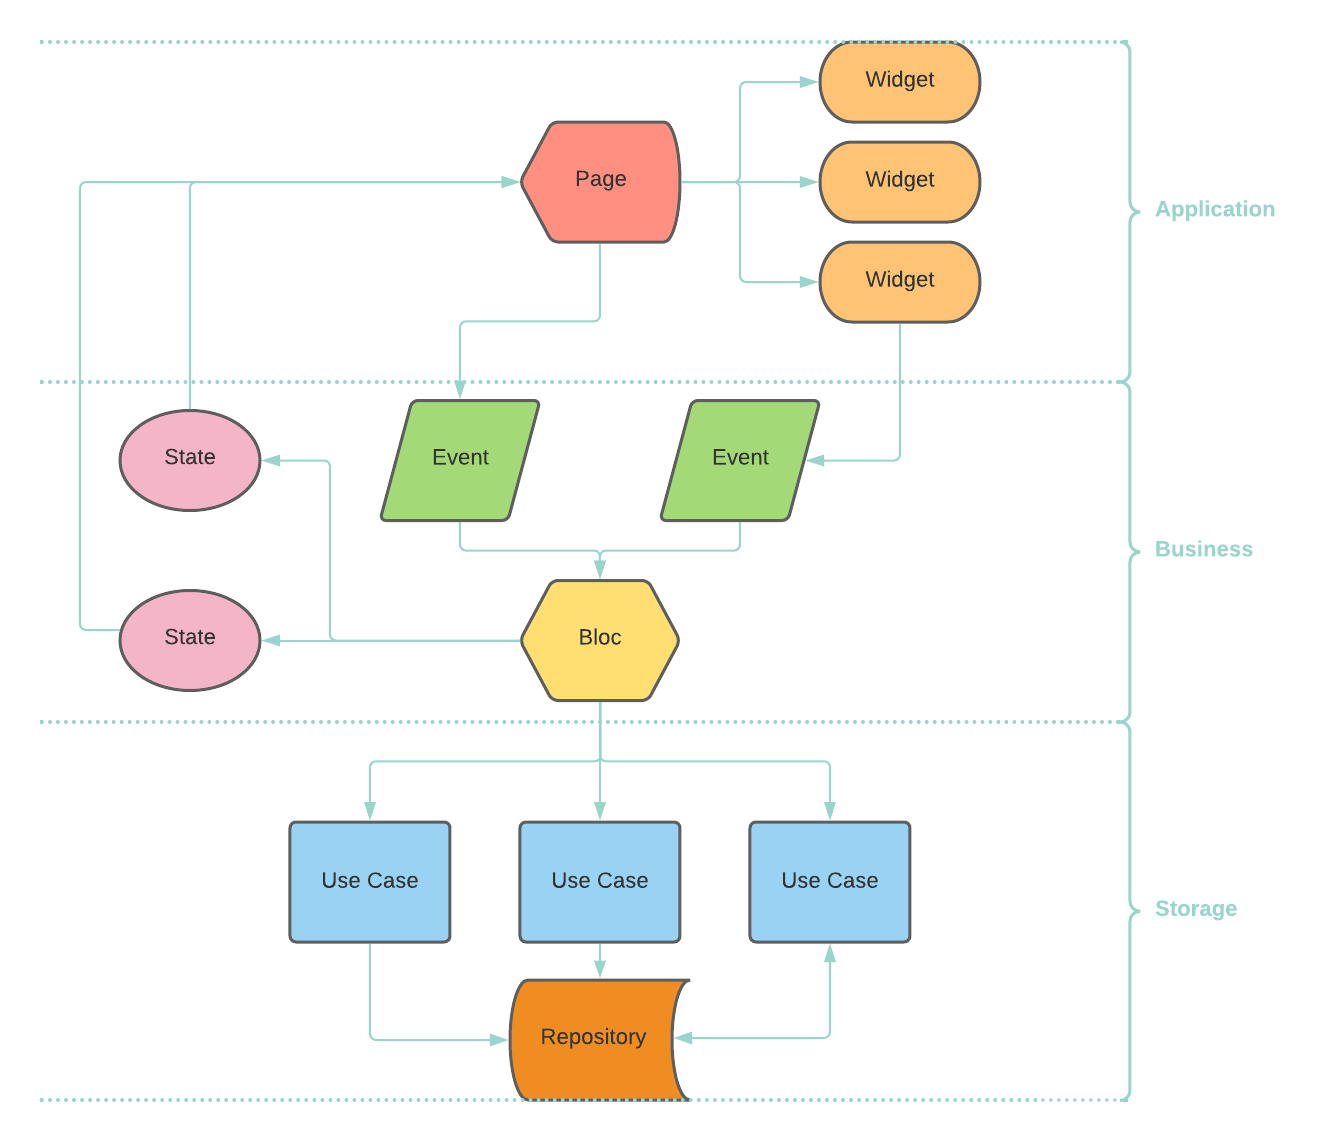 Widget
Page
Widget
Application
Widget
State
Event
Event
Business
State
Bloc
Use Case
Use Case
Use Case
Storage
Repository